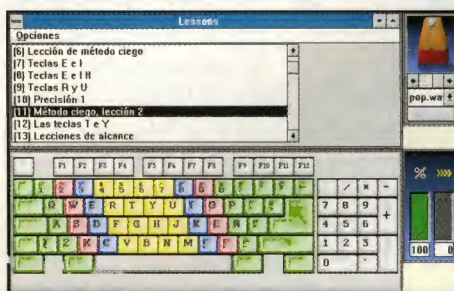 Lessons
Opciones
[6] Lección de método ciego
[7] Teclas E e I
[8] Teclas E e I II
[9] Teclas R y U
[10] Precisión 1
[11] Método ciego, lección 2
[12] Las teclas T e Y
[13] Lecciones de alcance
pop.wav
F1 F2 F3 F4 F5 F6 F7 F8 F9 F10 F11 F12
/ * -
Q W E R T Y U I O P
7 8 9 +
A S D F G H J K
4 5 6
Z X C V B N M
1 2 3
0 .
%
100 0